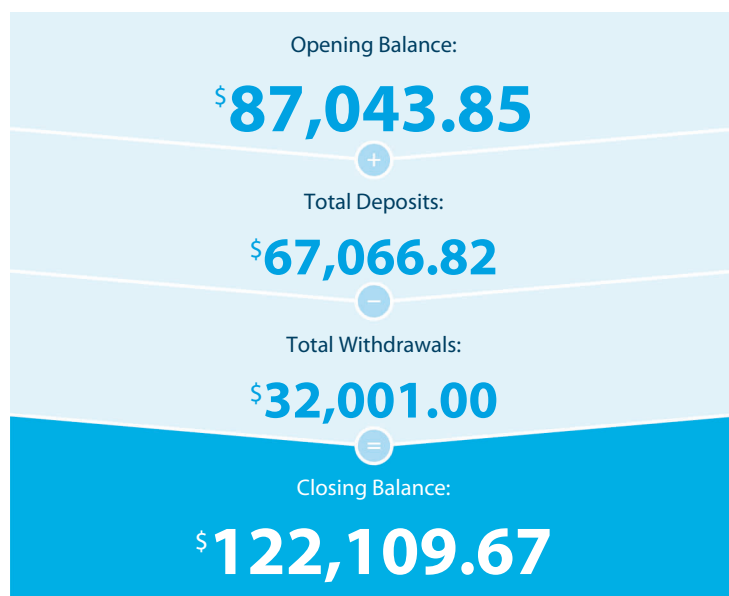 Opening Balance:
$87,043.85
+
Total Deposits:
$67,066.82
−
Total Withdrawals:
$32,001.00
=
Closing Balance:
$122,109.67